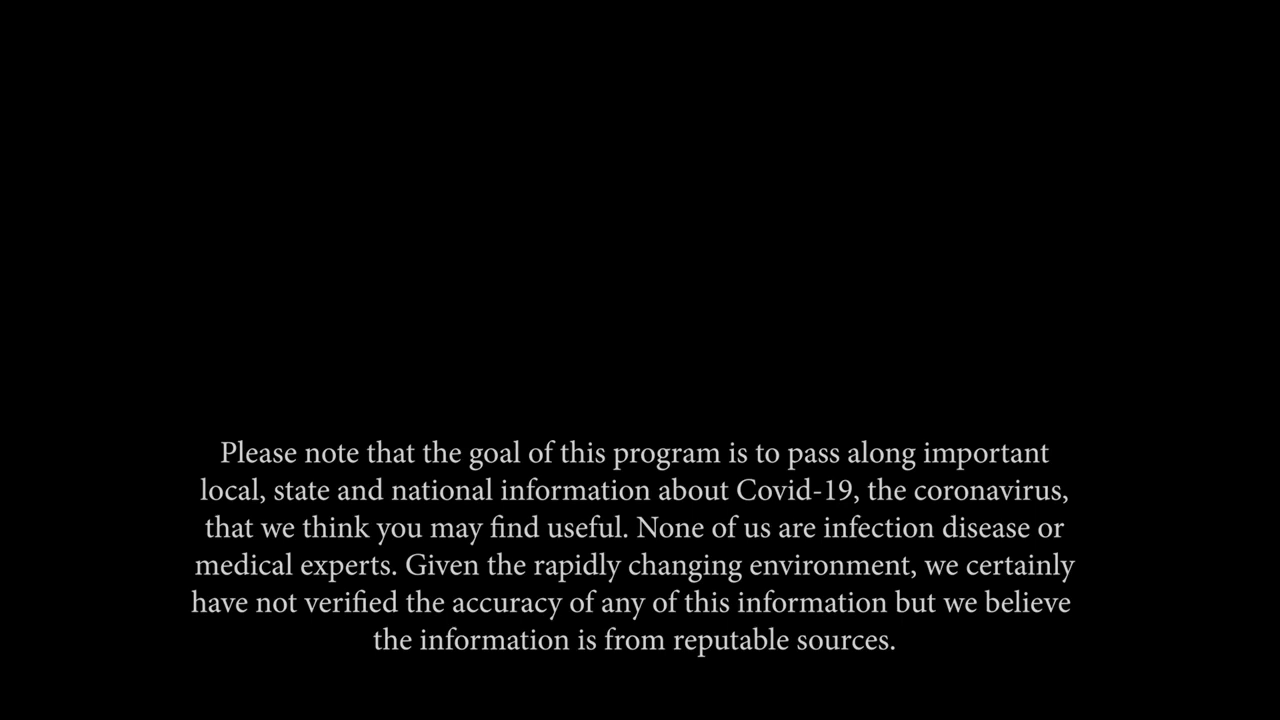 Please note that the goal of this program is to pass along important
local, state and national information about Covid-19, the coronavirus,
that we think you may find useful. None of us are infection disease or
medical experts. Given the rapidly changing environment, we certainly
have not verified the accuracy of any of this information but we believe
the information is from reputable sources.